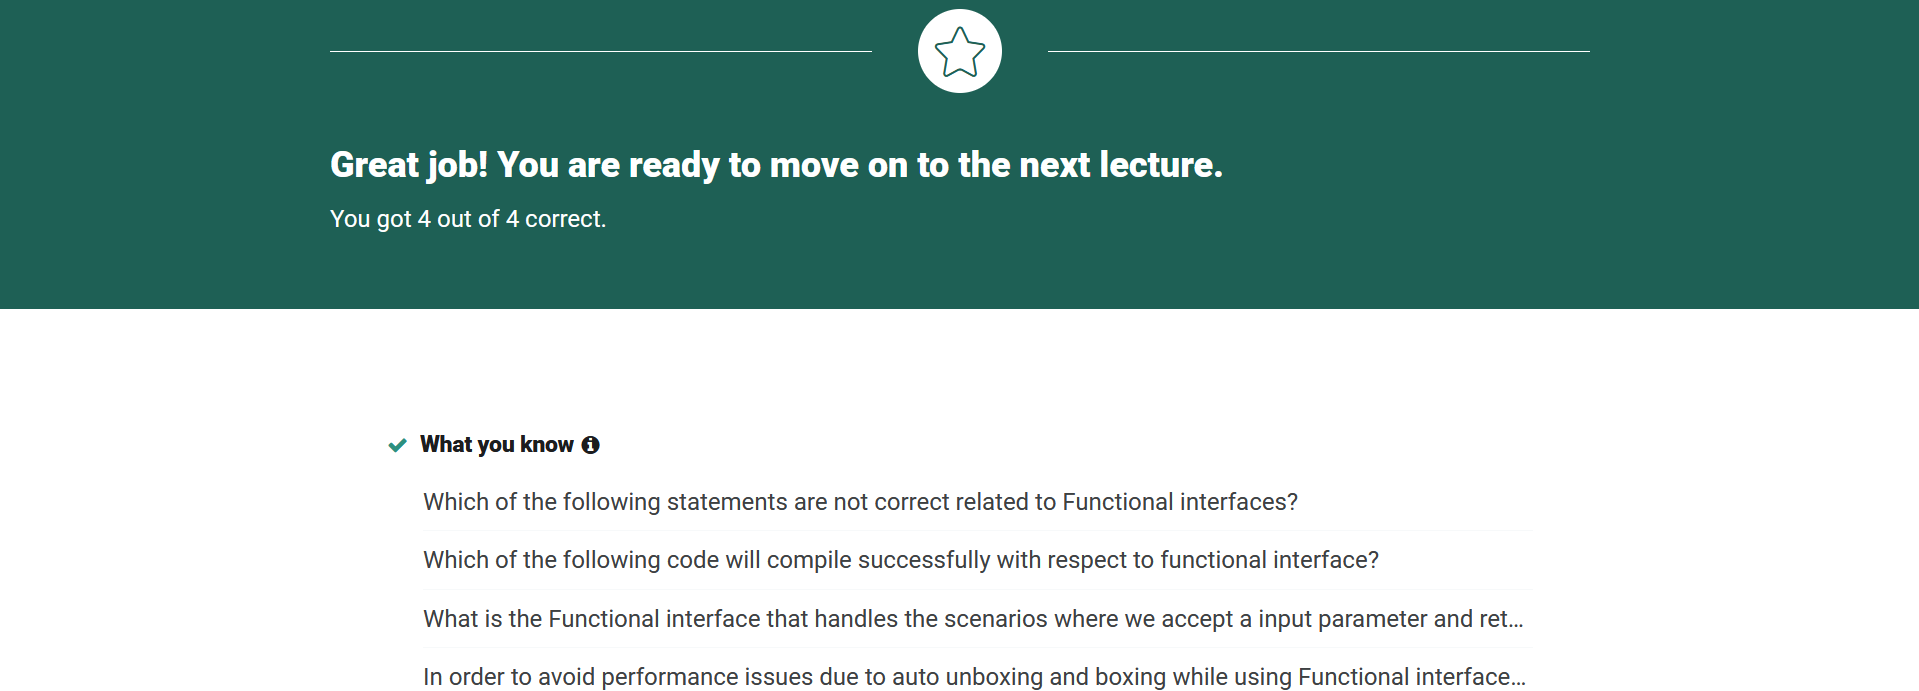 Great job! You are ready to move on to the next lecture.
You got 4 out of 4 correct.
What you know
Which of the following statements are not correct related to Functional interfaces?
Which of the following code will compile successfully with respect to functional interface?
What is the Functional interface that handles the scenarios where we accept a input parameter and ret...
In order to avoid performance issues due to auto unboxing and boxing while using Functional interface...